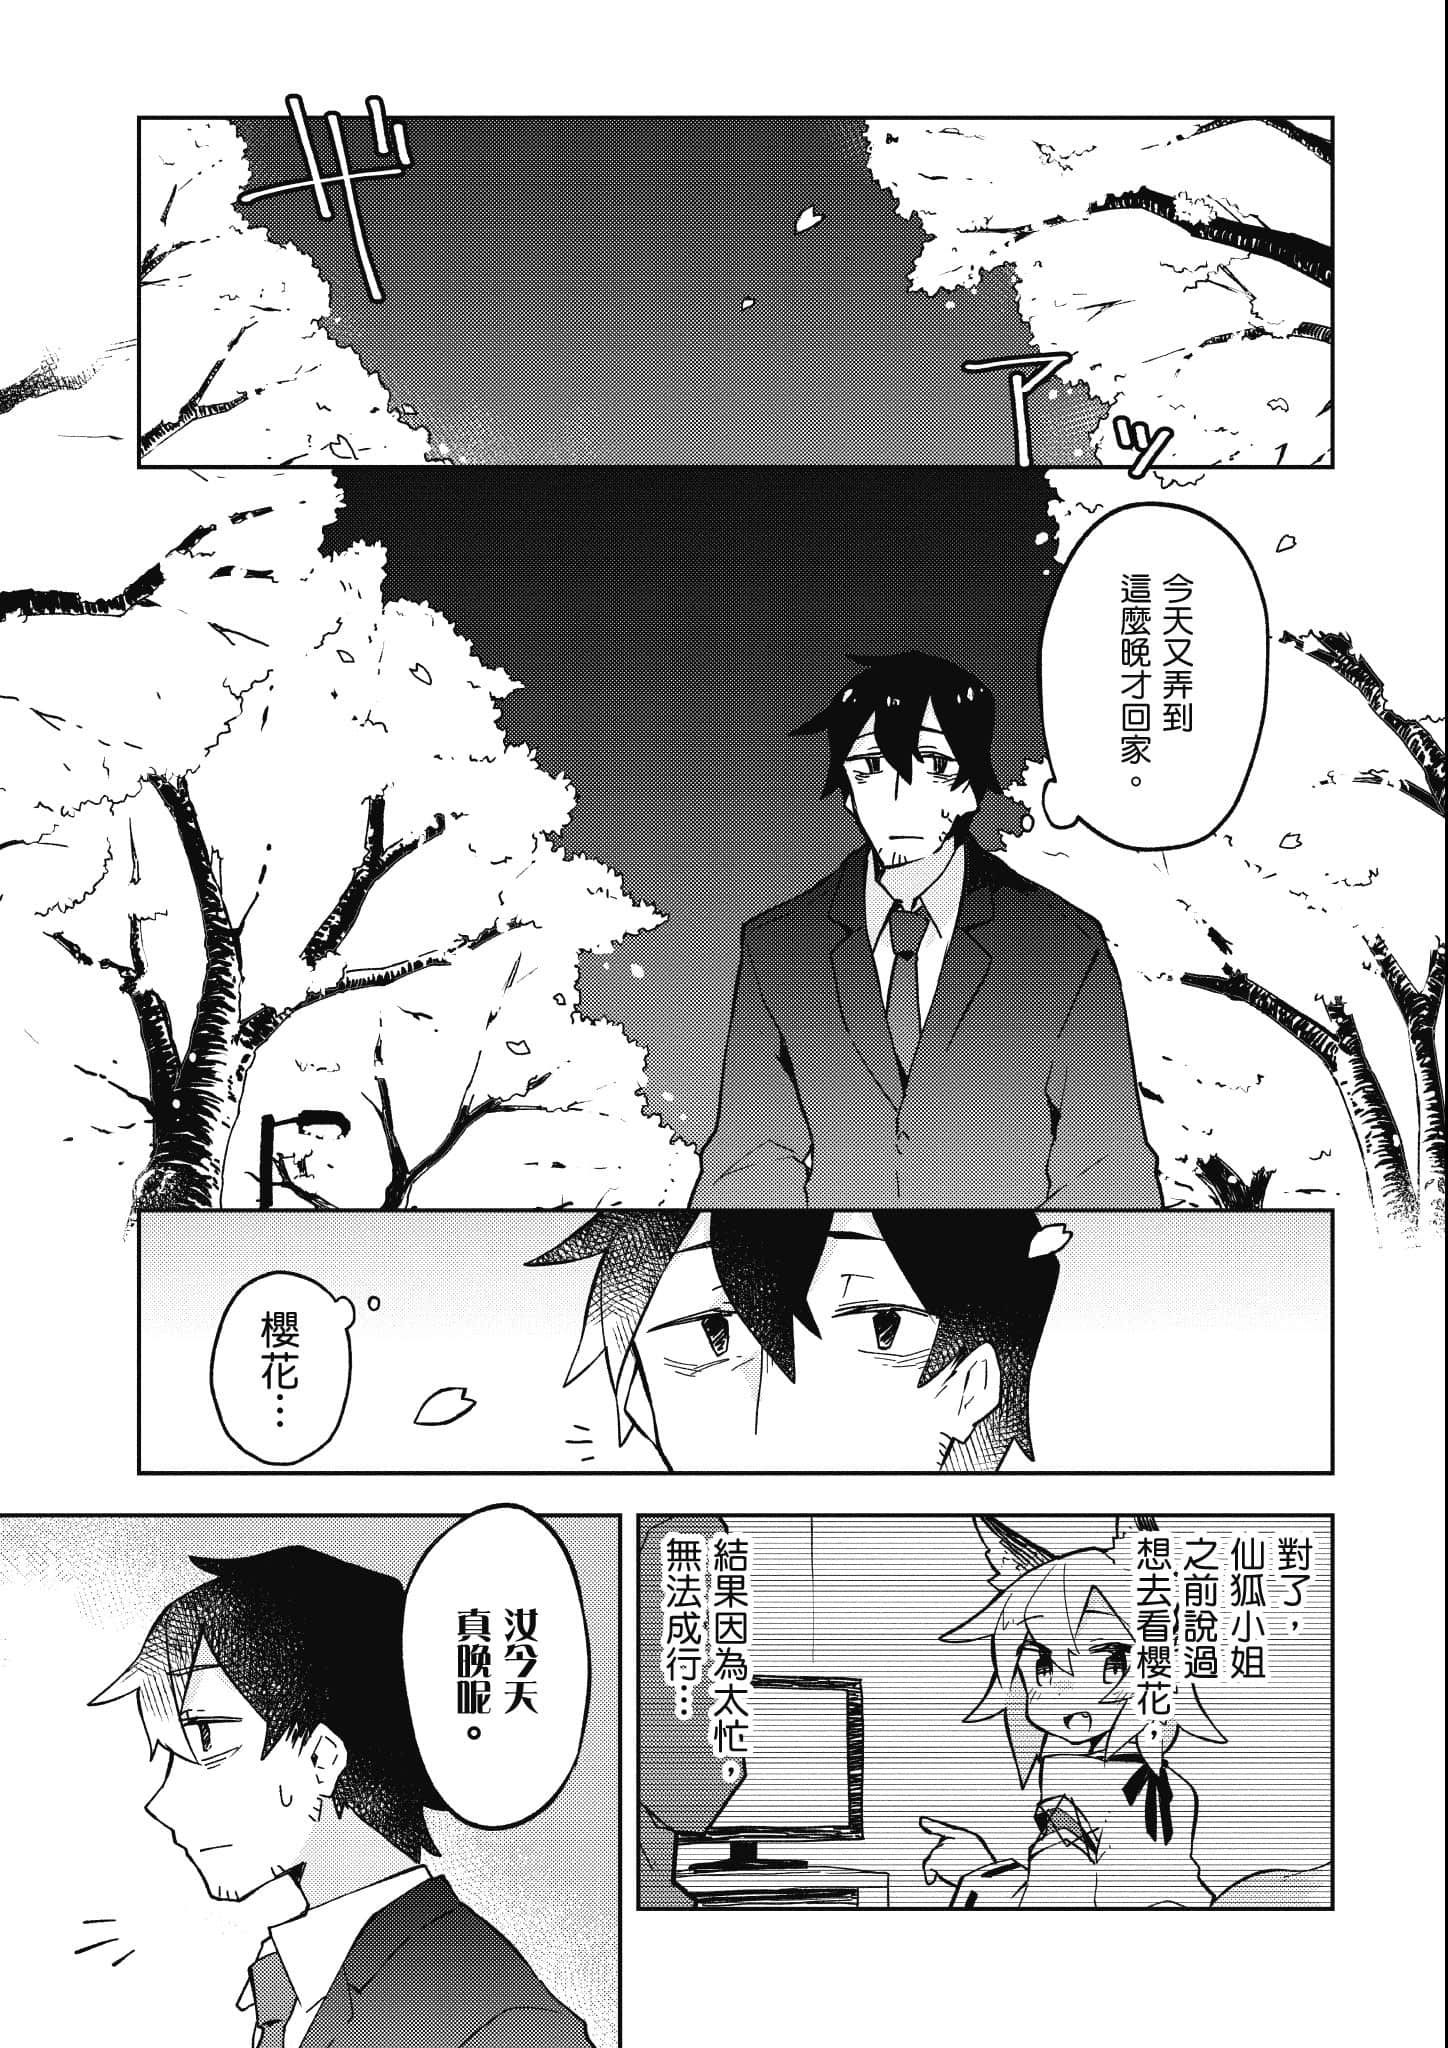 ザアッ
今天又弄到
這麼晚才回家。
櫻花…
對了，
仙狐小姐
之前說過
想去看櫻花，
結果因為太忙，
無法成行…
汝今天
真晚呢。